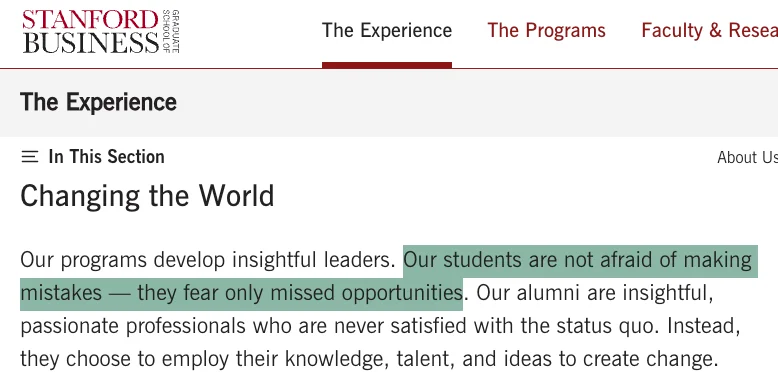 STANFORD
BUSINESS
GRADUATE
SCHOOL OF
The Experience
The Programs
Faculty & Resea
The Experience
In This Section
About Us
Changing the World
Our programs develop insightful leaders. Our students are not afraid of making
mistakes — they fear only missed opportunities. Our alumni are insightful,
passionate professionals who are never satisfied with the status quo. Instead,
they choose to employ their knowledge, talent, and ideas to create change.